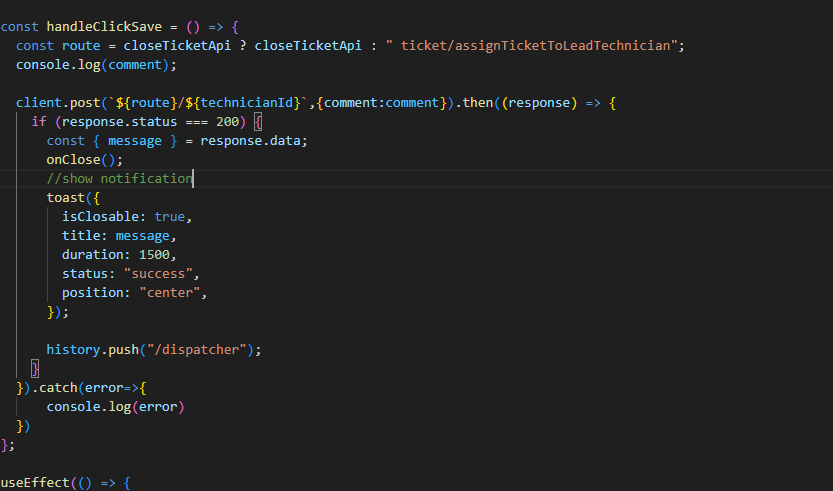 const handleClickSave = () => {
const route = closeTicketApi ? closeTicketApi : " ticket/assignTicketToLeadTechnician";
console.log(comment);
client.post(`${route}/${technicianId}`,{comment:comment}).then((response) => {
if (response.status === 200) {
const { message } = response.data;
onClose();
//show notification
toast({
isClosable: true,
title: message,
duration: 1500,
status: "success",
position: "center",
});
history.push("/dispatcher");
}
}).catch(error=>{
console.log(error)
})
};
useEffect(() => {